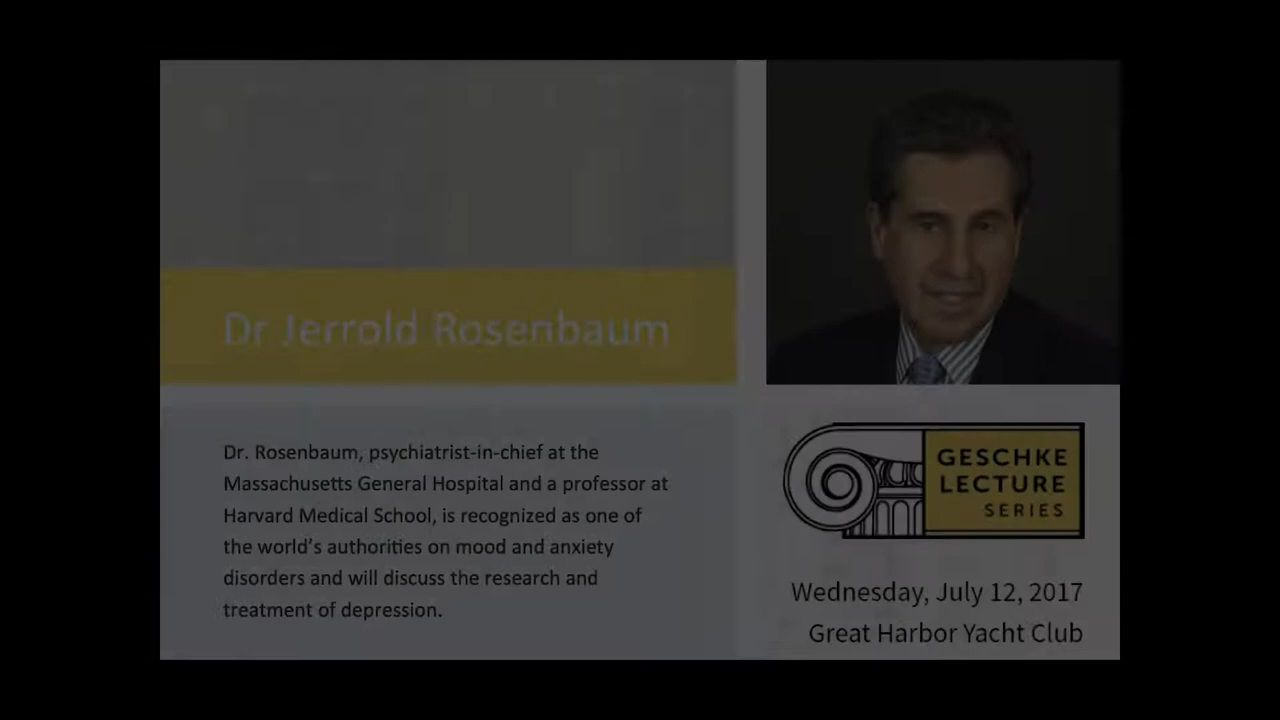 Dr Jerrold Rosenbaum
Dr. Rosenbaum, psychiatrist-in-chief at the
Massachusetts General Hospital and a professor at
Harvard Medical School, is recognized as one of
the world's authorities on mood and anxiety
disorders and will discuss the research and
treatment of depression.
GESCHKE
LECTURE
SERIES
Wednesday, July 12, 2017
Great Harbor Yacht Club